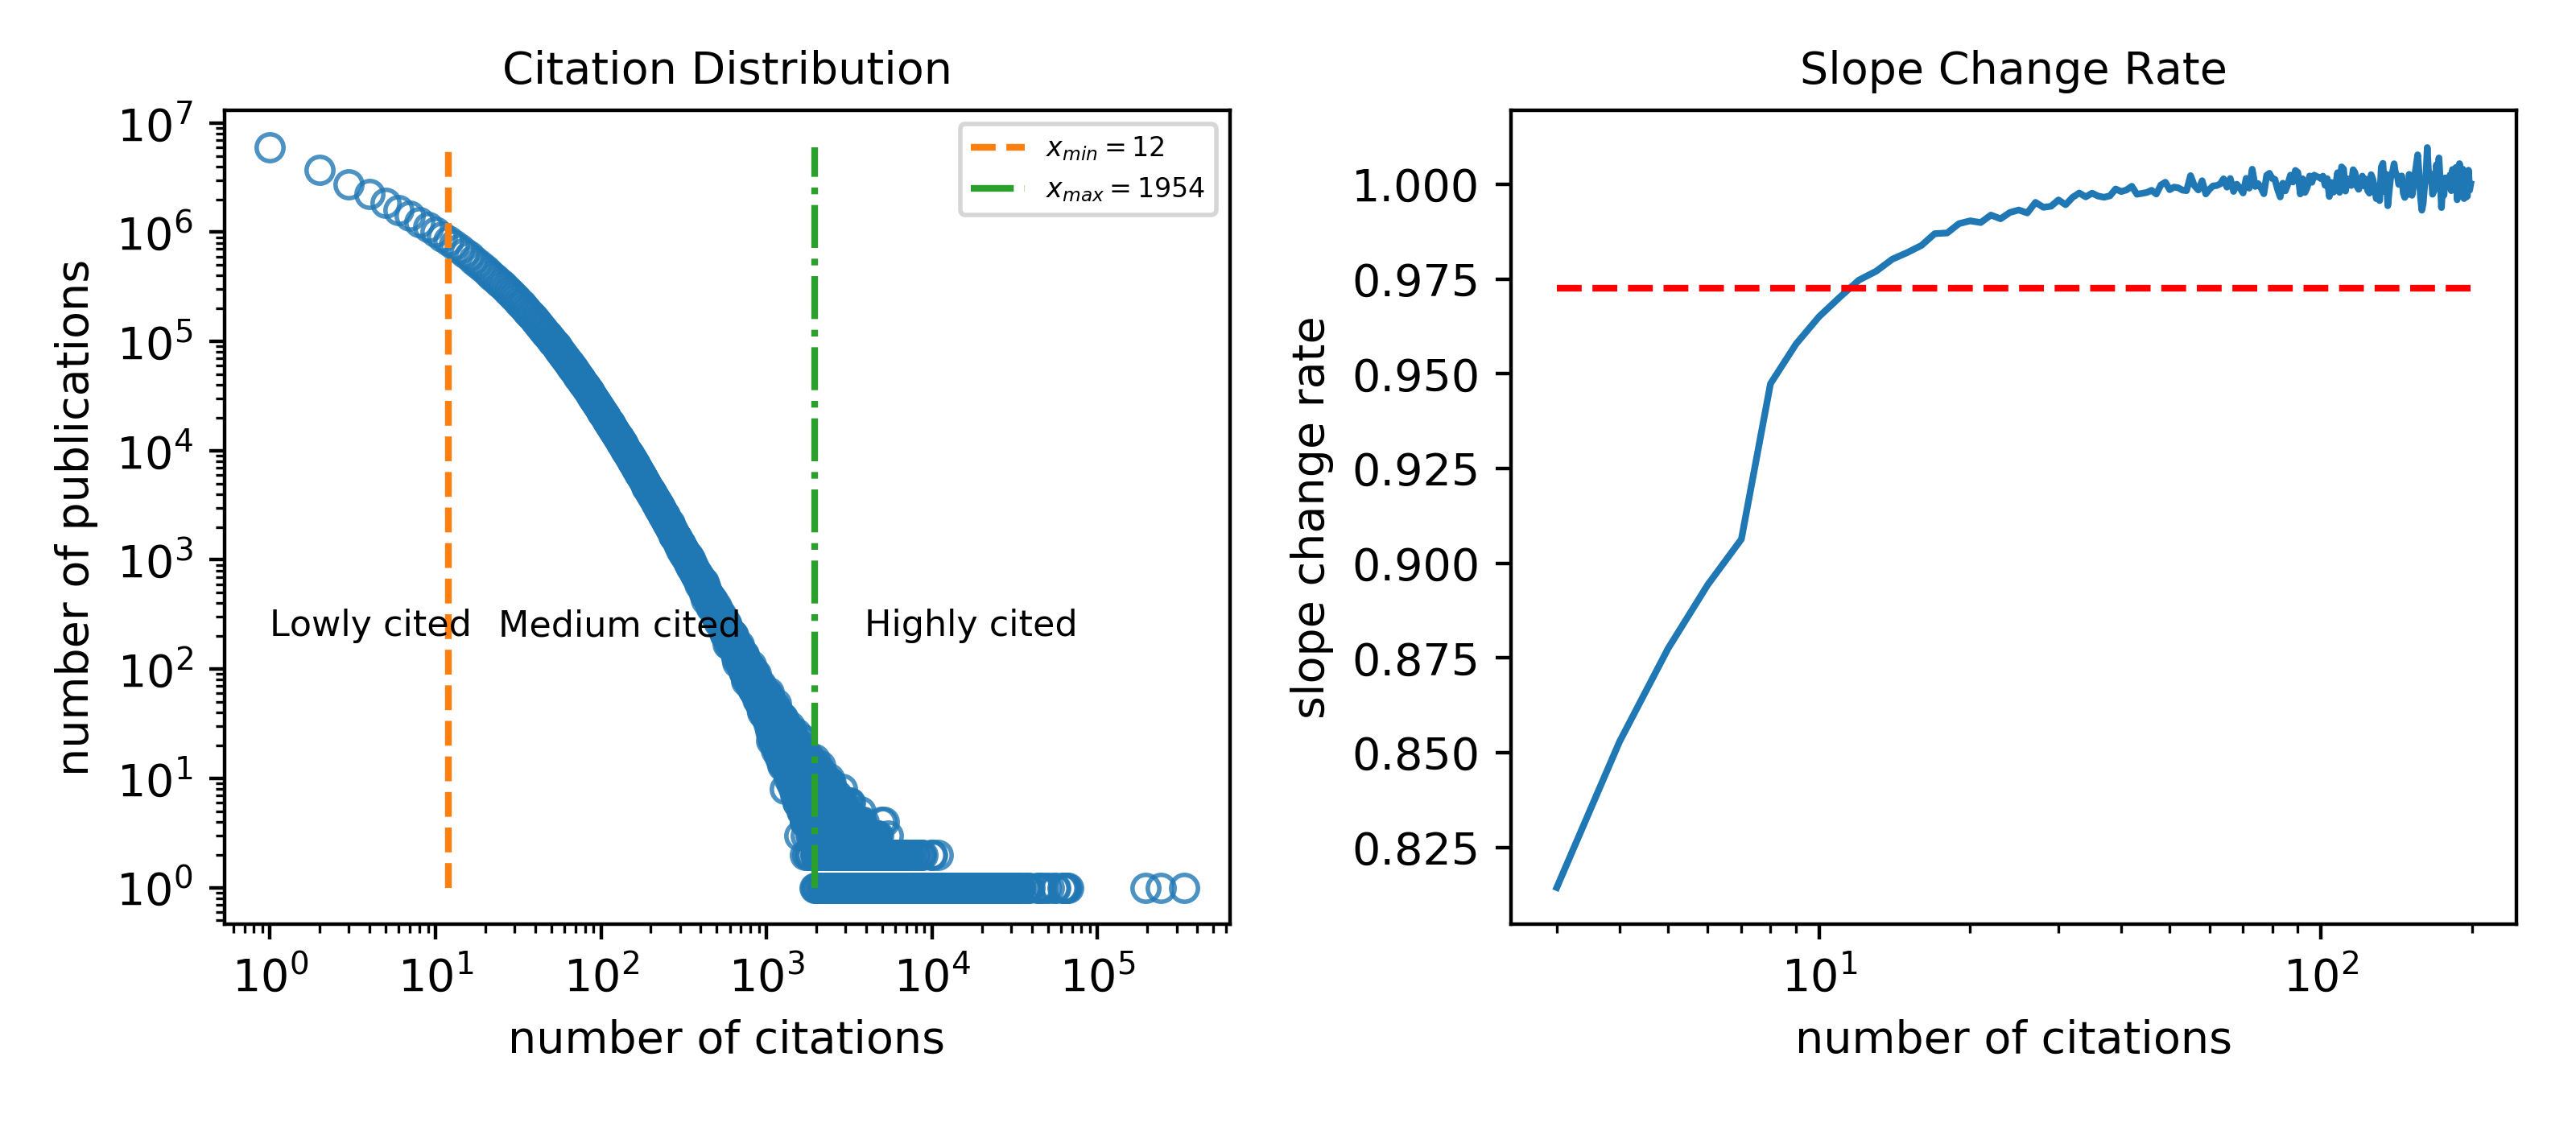 Citation Distribution
10^7
10^6
10^5
10^4
10^3
10^2
10^1
10^0
number of publications
x_min = 12
x_max = 1954
Lowly cited
Medium cited
Highly cited
10^0 10^1 10^2 10^3 10^4 10^5
number of citations
Slope Change Rate
1.000
0.975
0.950
0.925
0.900
0.875
0.850
0.825
slope change rate
10^1 10^2
number of citations